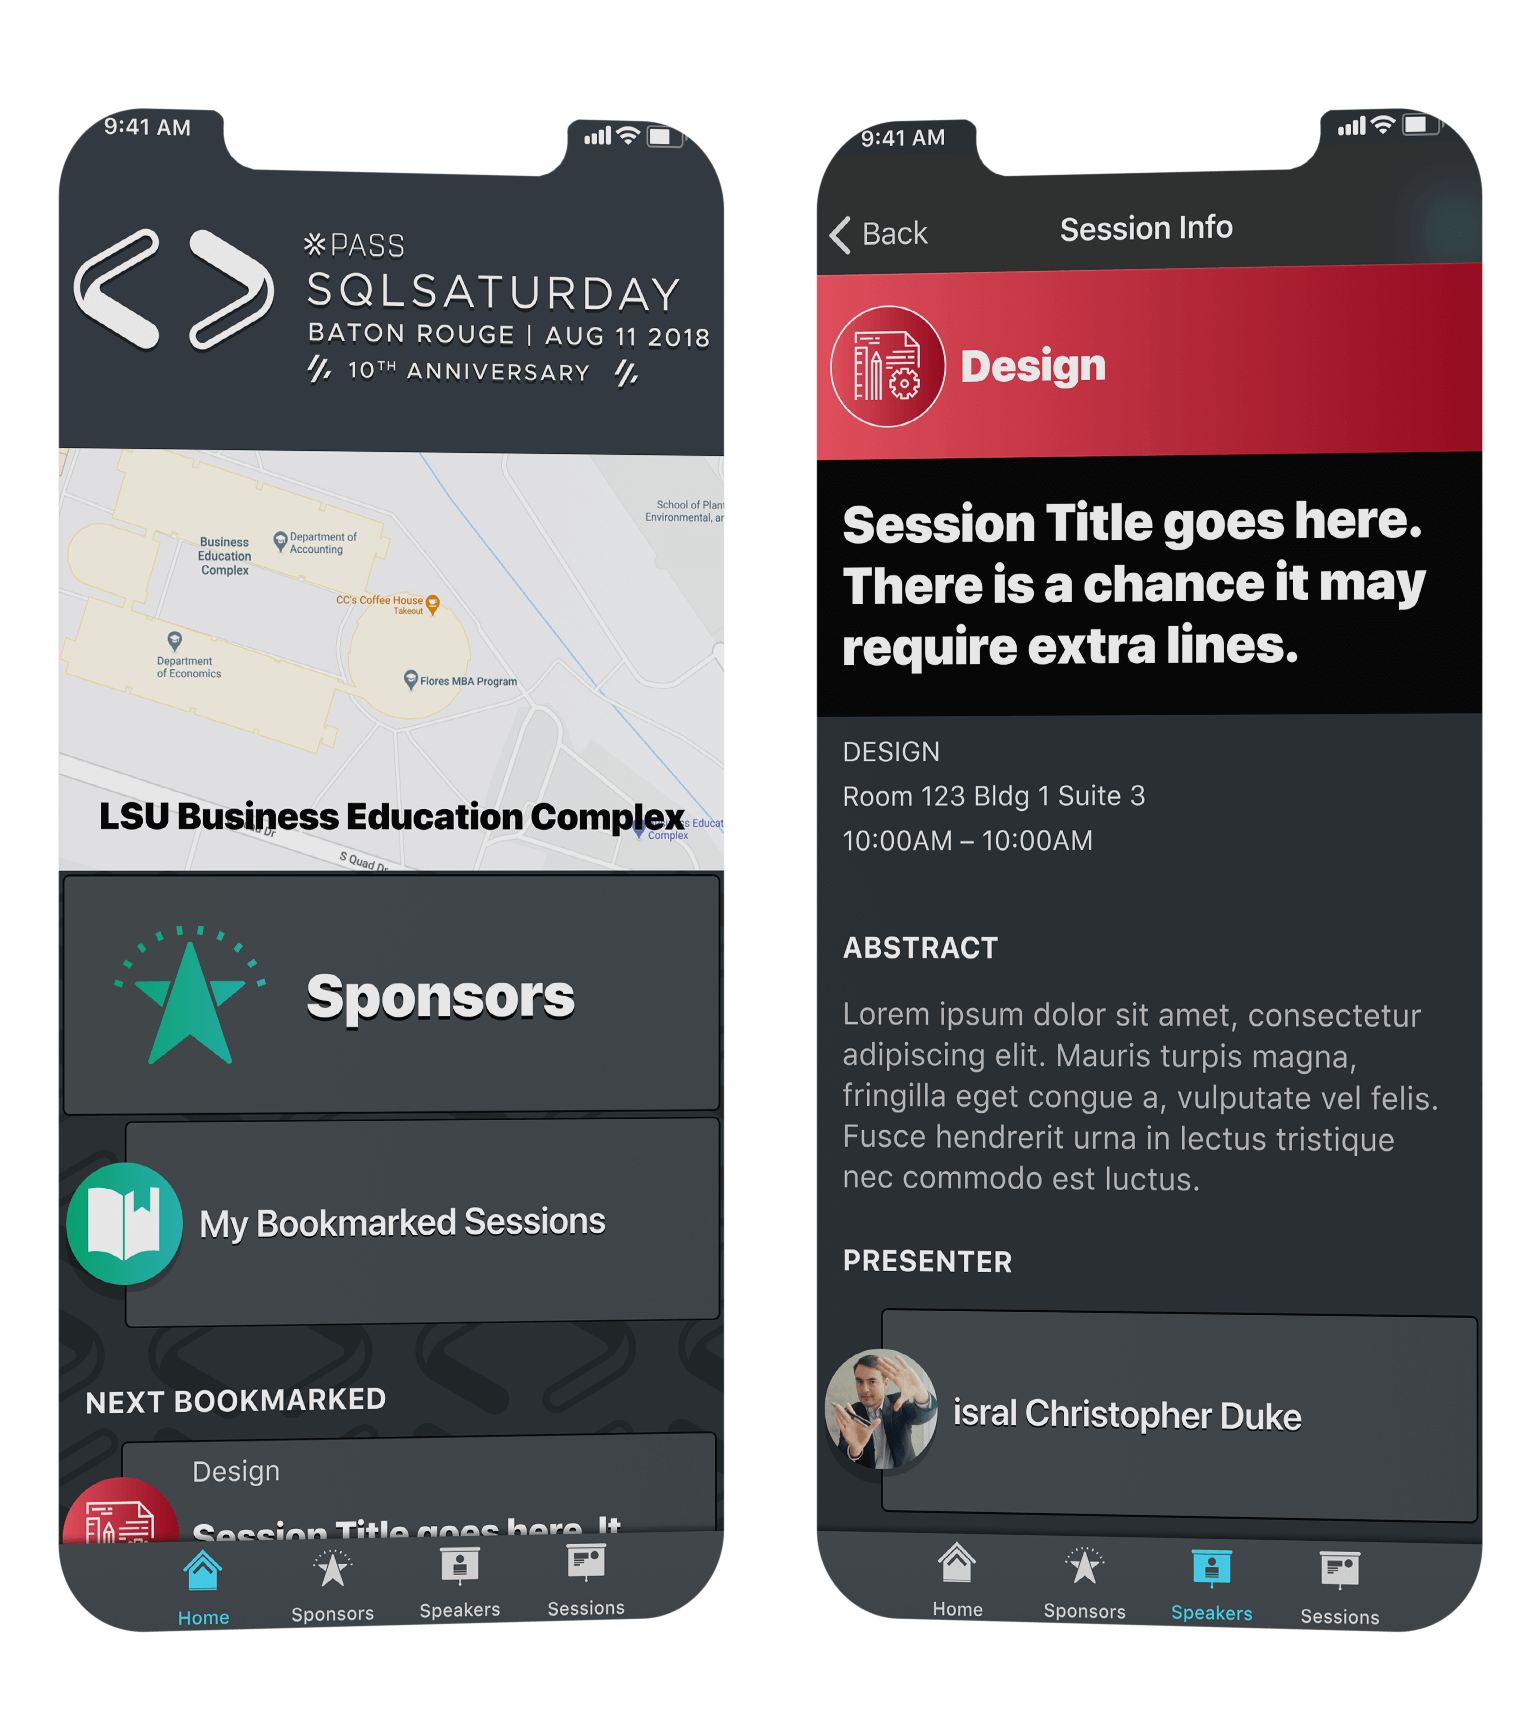 9:41 AM
PASS
SQLSATURDAY
BATON ROUGE | AUG 11 2018
10TH ANNIVERSARY
School of Plan
Environmental, ar
Department of
Accounting
Business
Education
Complex
CC's Coffee House
Takeout
Department
of Economics
Flores MBA Program
LSU Business Education Complex
Educat
Complex
Dr
S Quad Dr
Sponsors
My Bookmarked Sessions
NEXT BOOKMARKED
Design
Session Title goes here. It
Home
Sponsors
Speakers
Sessions
9:41 AM
Back
Session Info
Design
Session Title goes here.
There is a chance it may
require extra lines.
DESIGN
Room 123 Bldg 1 Suite 3
10:00AM – 10:00AM
ABSTRACT
Lorem ipsum dolor sit amet, consectetur
adipiscing elit. Mauris turpis magna,
fringilla eget congue a, vulputate vel felis.
Fusce hendrerit urna in lectus tristique
nec commodo est luctus.
PRESENTER
isral Christopher Duke
Home
Sponsors
Speakers
Sessions